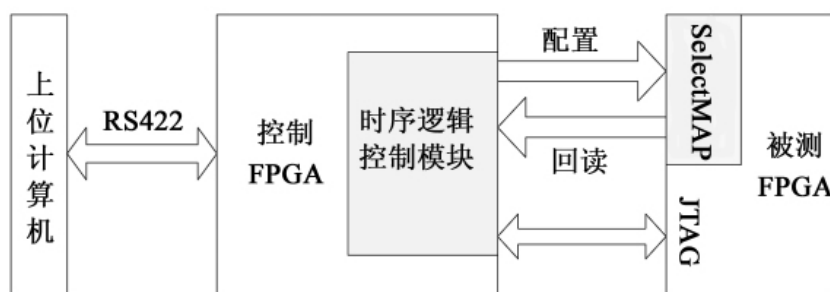 上位计算机
RS422
控制
FPGA
时序逻辑
控制模块
配置
回读
SelectMAP
JTAG
被测
FPGA